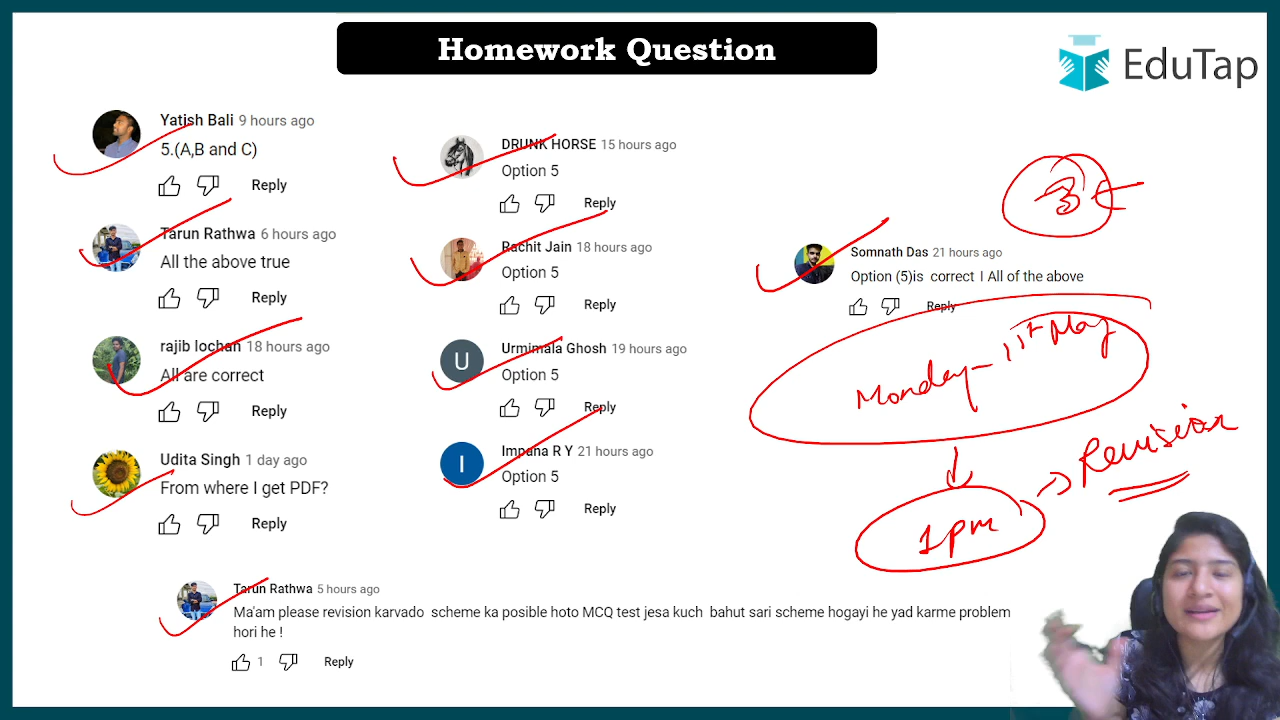 Homework Question
EduTap
Yatish Bali 9 hours ago
5.(A,B and C)
Reply
Tarun Rathwa 6 hours ago
All the above true
Reply
rajib lochan 18 hours ago
All are correct
Reply
Udita Singh 1 day ago
From where I get PDF?
Reply
DRUNK HORSE 15 hours ago
Option 5
Reply
Rachit Jain 18 hours ago
Option 5
Reply
U
Urmimala Ghosh 19 hours ago
Option 5
Reply
I
Impana R Y 21 hours ago
Option 5
Reply
Somnath Das 21 hours ago
Option (5)is correct I All of the above
Reply
Monday - 11th May
1pm
Revision
Tarun Rathwa 5 hours ago
Ma'am please revision karvado scheme ka posible hoto MCQ test jesa kuch bahut sari scheme hogayi he yad karme problem
hori he !
1
Reply